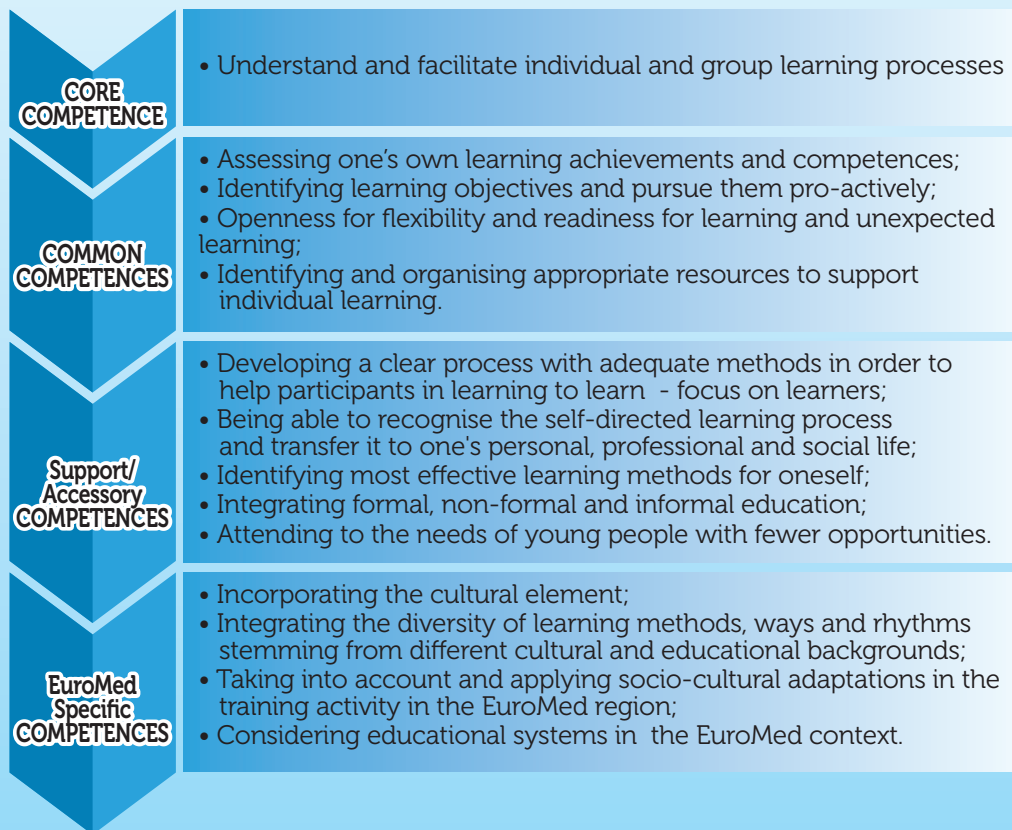 CORE
COMPETENCE
• Understand and facilitate individual and group learning processes
COMMON
COMPETENCES
• Assessing one’s own learning achievements and competences;
• Identifying learning objectives and pursue them pro-actively;
• Openness for flexibility and readiness for learning and unexpected
learning;
• Identifying and organising appropriate resources to support
individual learning.
Support/
Accessory
COMPETENCES
• Developing a clear process with adequate methods in order to
help participants in learning to learn - focus on learners;
• Being able to recognise the self-directed learning process
and transfer it to one's personal, professional and social life;
• Identifying most effective learning methods for oneself;
• Integrating formal, non-formal and informal education;
• Attending to the needs of young people with fewer opportunities.
EuroMed
Specific
COMPETENCES
• Incorporating the cultural element;
• Integrating the diversity of learning methods, ways and rhythms
stemming from different cultural and educational backgrounds;
• Taking into account and applying socio-cultural adaptations in the
training activity in the EuroMed region;
• Considering educational systems in the EuroMed context.